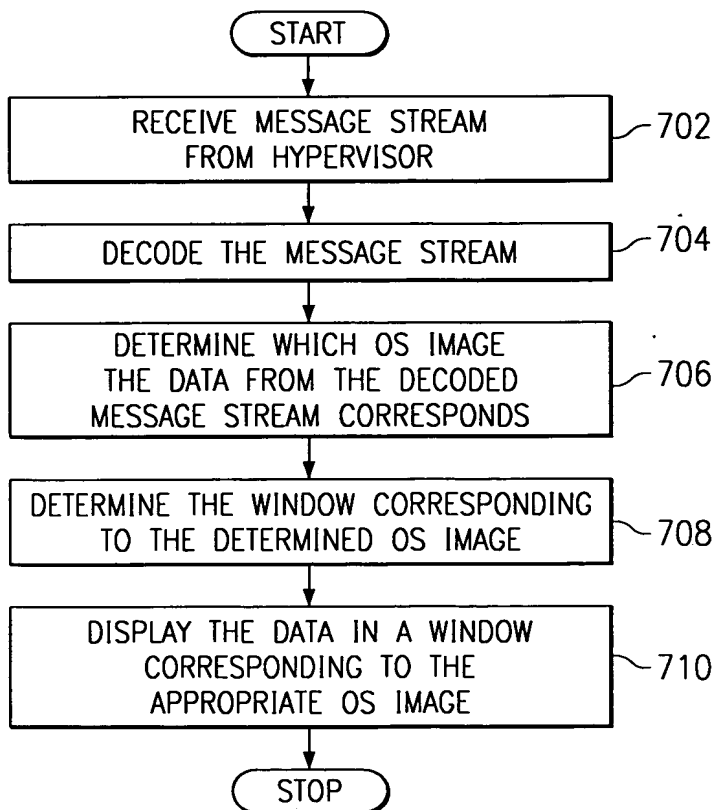 START
RECEIVE MESSAGE STREAM
FROM HYPERVISOR
702
DECODE THE MESSAGE STREAM
704
DETERMINE WHICH OS IMAGE
THE DATA FROM THE DECODED
MESSAGE STREAM CORRESPONDS
706
DETERMINE THE WINDOW CORRESPONDING
TO THE DETERMINED OS IMAGE
708
DISPLAY THE DATA IN A WINDOW
CORRESPONDING TO THE
APPROPRIATE OS IMAGE
710
STOP